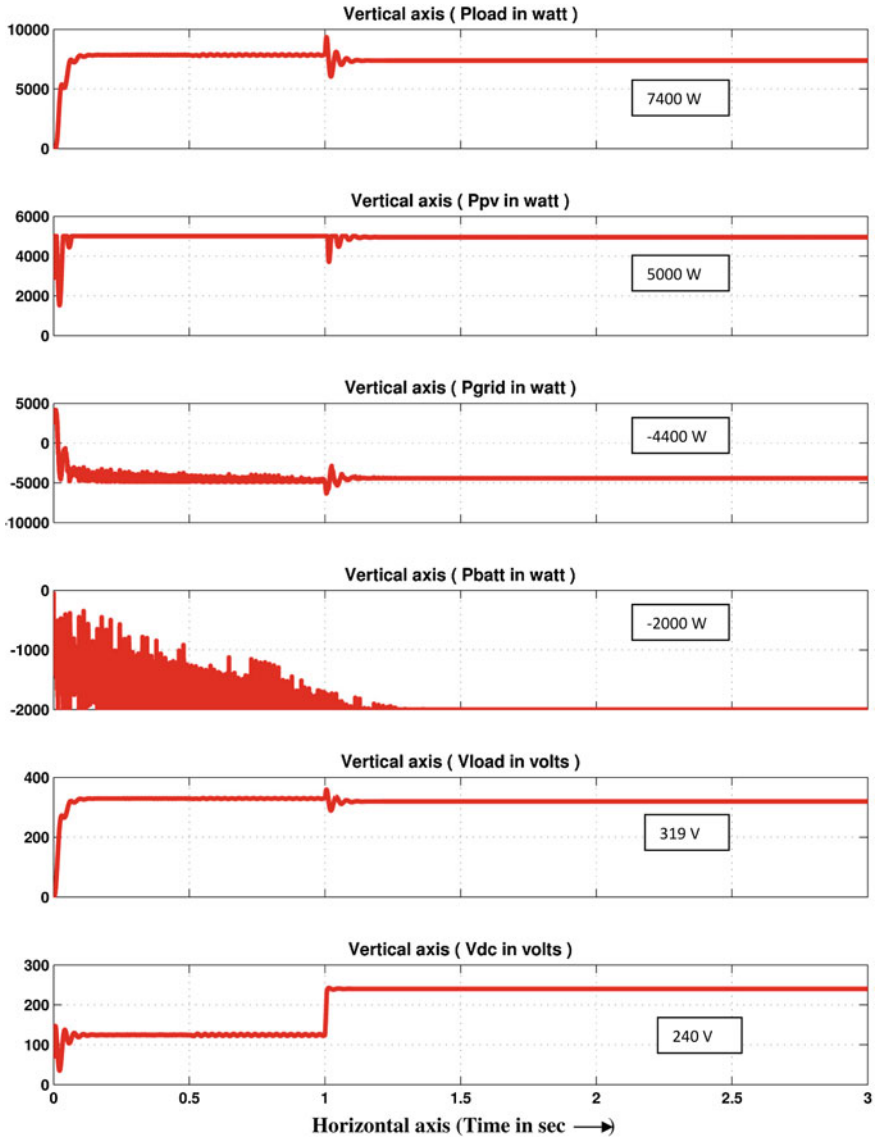 Vertical axis ( Pload in watt )
10000
5000
0
7400 W
Vertical axis ( Ppv in watt )
6000
4000
2000
0
5000 W
Vertical axis ( Pgrid in watt )
5000
0
-5000
-10000
-4400 W
Vertical axis ( Pbatt in watt )
0
-1000
-2000
-2000 W
Vertical axis ( Vload in volts )
400
200
0
319 V
Vertical axis ( Vdc in volts )
300
200
100
0
240 V
0 0.5 1 1.5 2 2.5 3
Horizontal axis (Time in sec →)